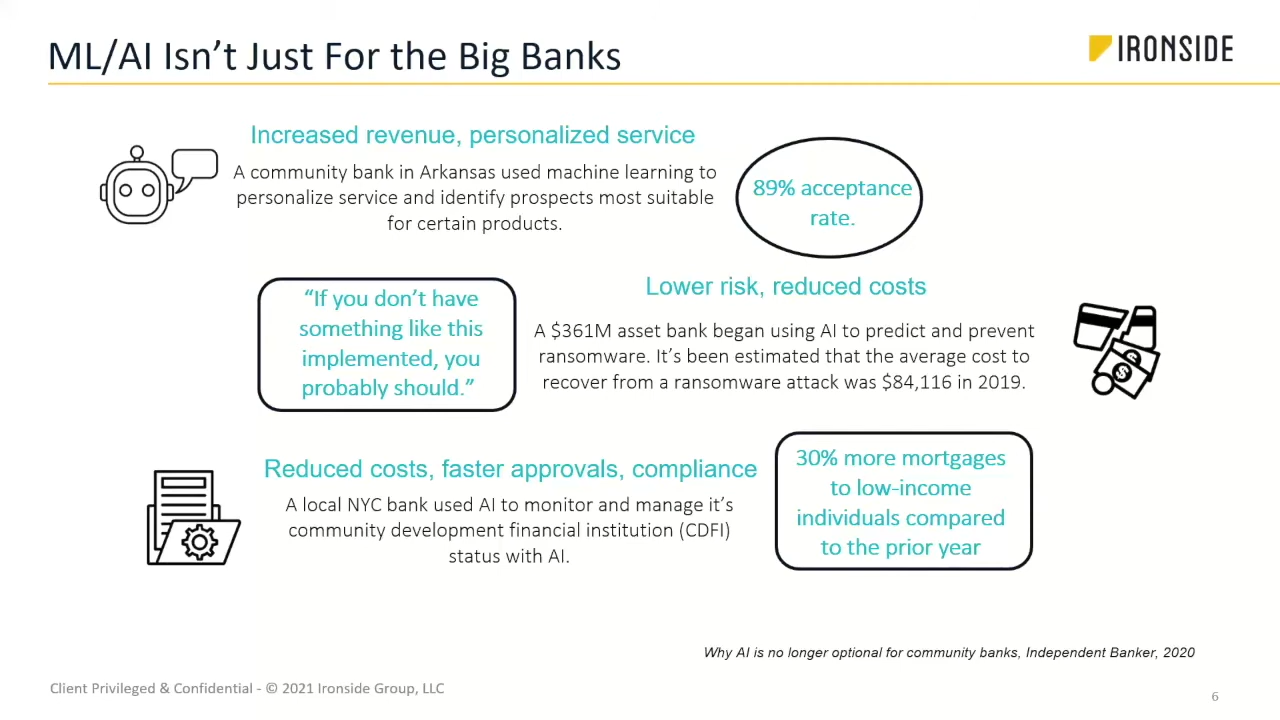 ML/AI Isn’t Just For the Big Banks
IRONSIDE
Increased revenue, personalized service
A community bank in Arkansas used machine learning to
personalize service and identify prospects most suitable
for certain products.
89% acceptance
rate.
“If you don’t have
something like this
implemented, you
probably should.”
Lower risk, reduced costs
A $361M asset bank began using AI to predict and prevent
ransomware. It’s been estimated that the average cost to
recover from a ransomware attack was $84,116 in 2019.
Reduced costs, faster approvals, compliance
A local NYC bank used AI to monitor and manage it’s
community development financial institution (CDFI)
status with AI.
30% more mortgages
to low-income
individuals compared
to the prior year
Why AI is no longer optional for community banks, Independent Banker, 2020
Client Privileged & Confidential - © 2021 Ironside Group, LLC
6